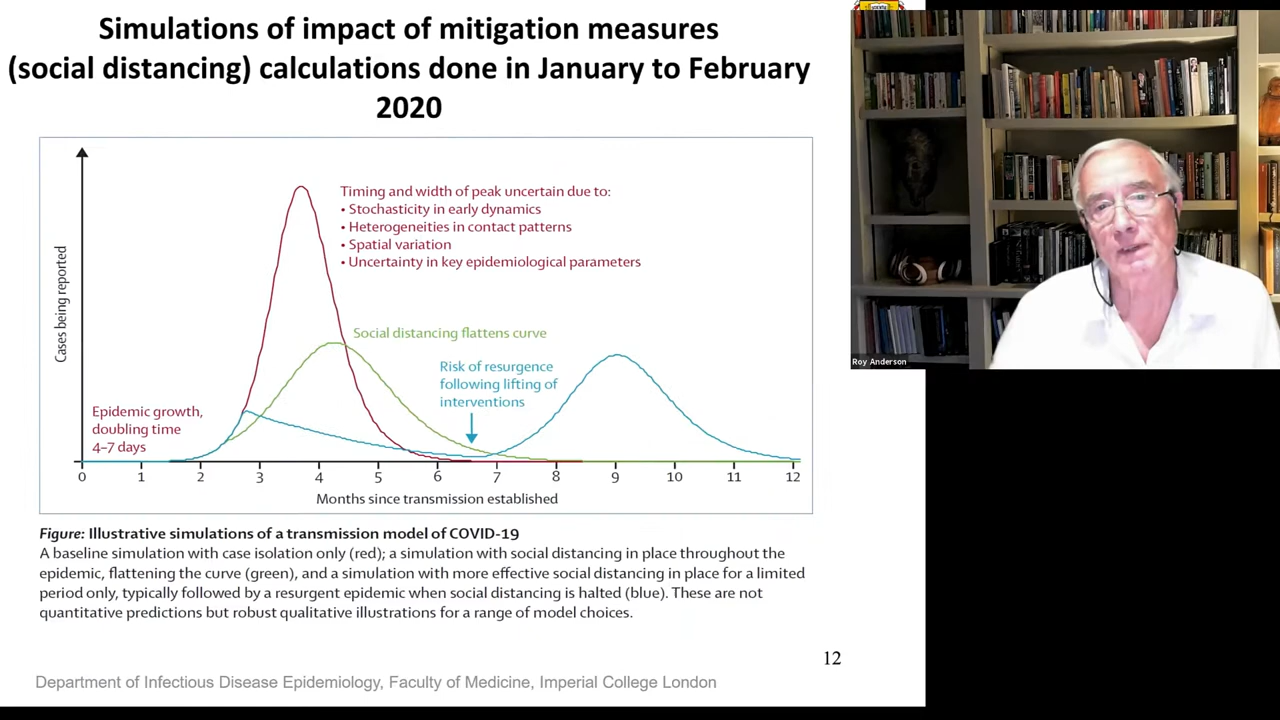 Simulations of impact of mitigation measures
(social distancing) calculations done in January to February
2020
Cases being reported
Timing and width of peak uncertain due to:
• Stochasticity in early dynamics
• Heterogeneities in contact patterns
• Spatial variation
• Uncertainty in key epidemiological parameters
Social distancing flattens curve
Risk of resurgence
following lifting of
interventions
Epidemic growth,
doubling time
4–7 days
0 1 2 3 4 5 6 7 8 9 10 11 12
Months since transmission established
Figure: Illustrative simulations of a transmission model of COVID-19
A baseline simulation with case isolation only (red); a simulation with social distancing in place throughout the
epidemic, flattening the curve (green), and a simulation with more effective social distancing in place for a limited
period only, typically followed by a resurgent epidemic when social distancing is halted (blue). These are not
quantitative predictions but robust qualitative illustrations for a range of model choices.
12
Department of Infectious Disease Epidemiology, Faculty of Medicine, Imperial College London
Roy Anderson